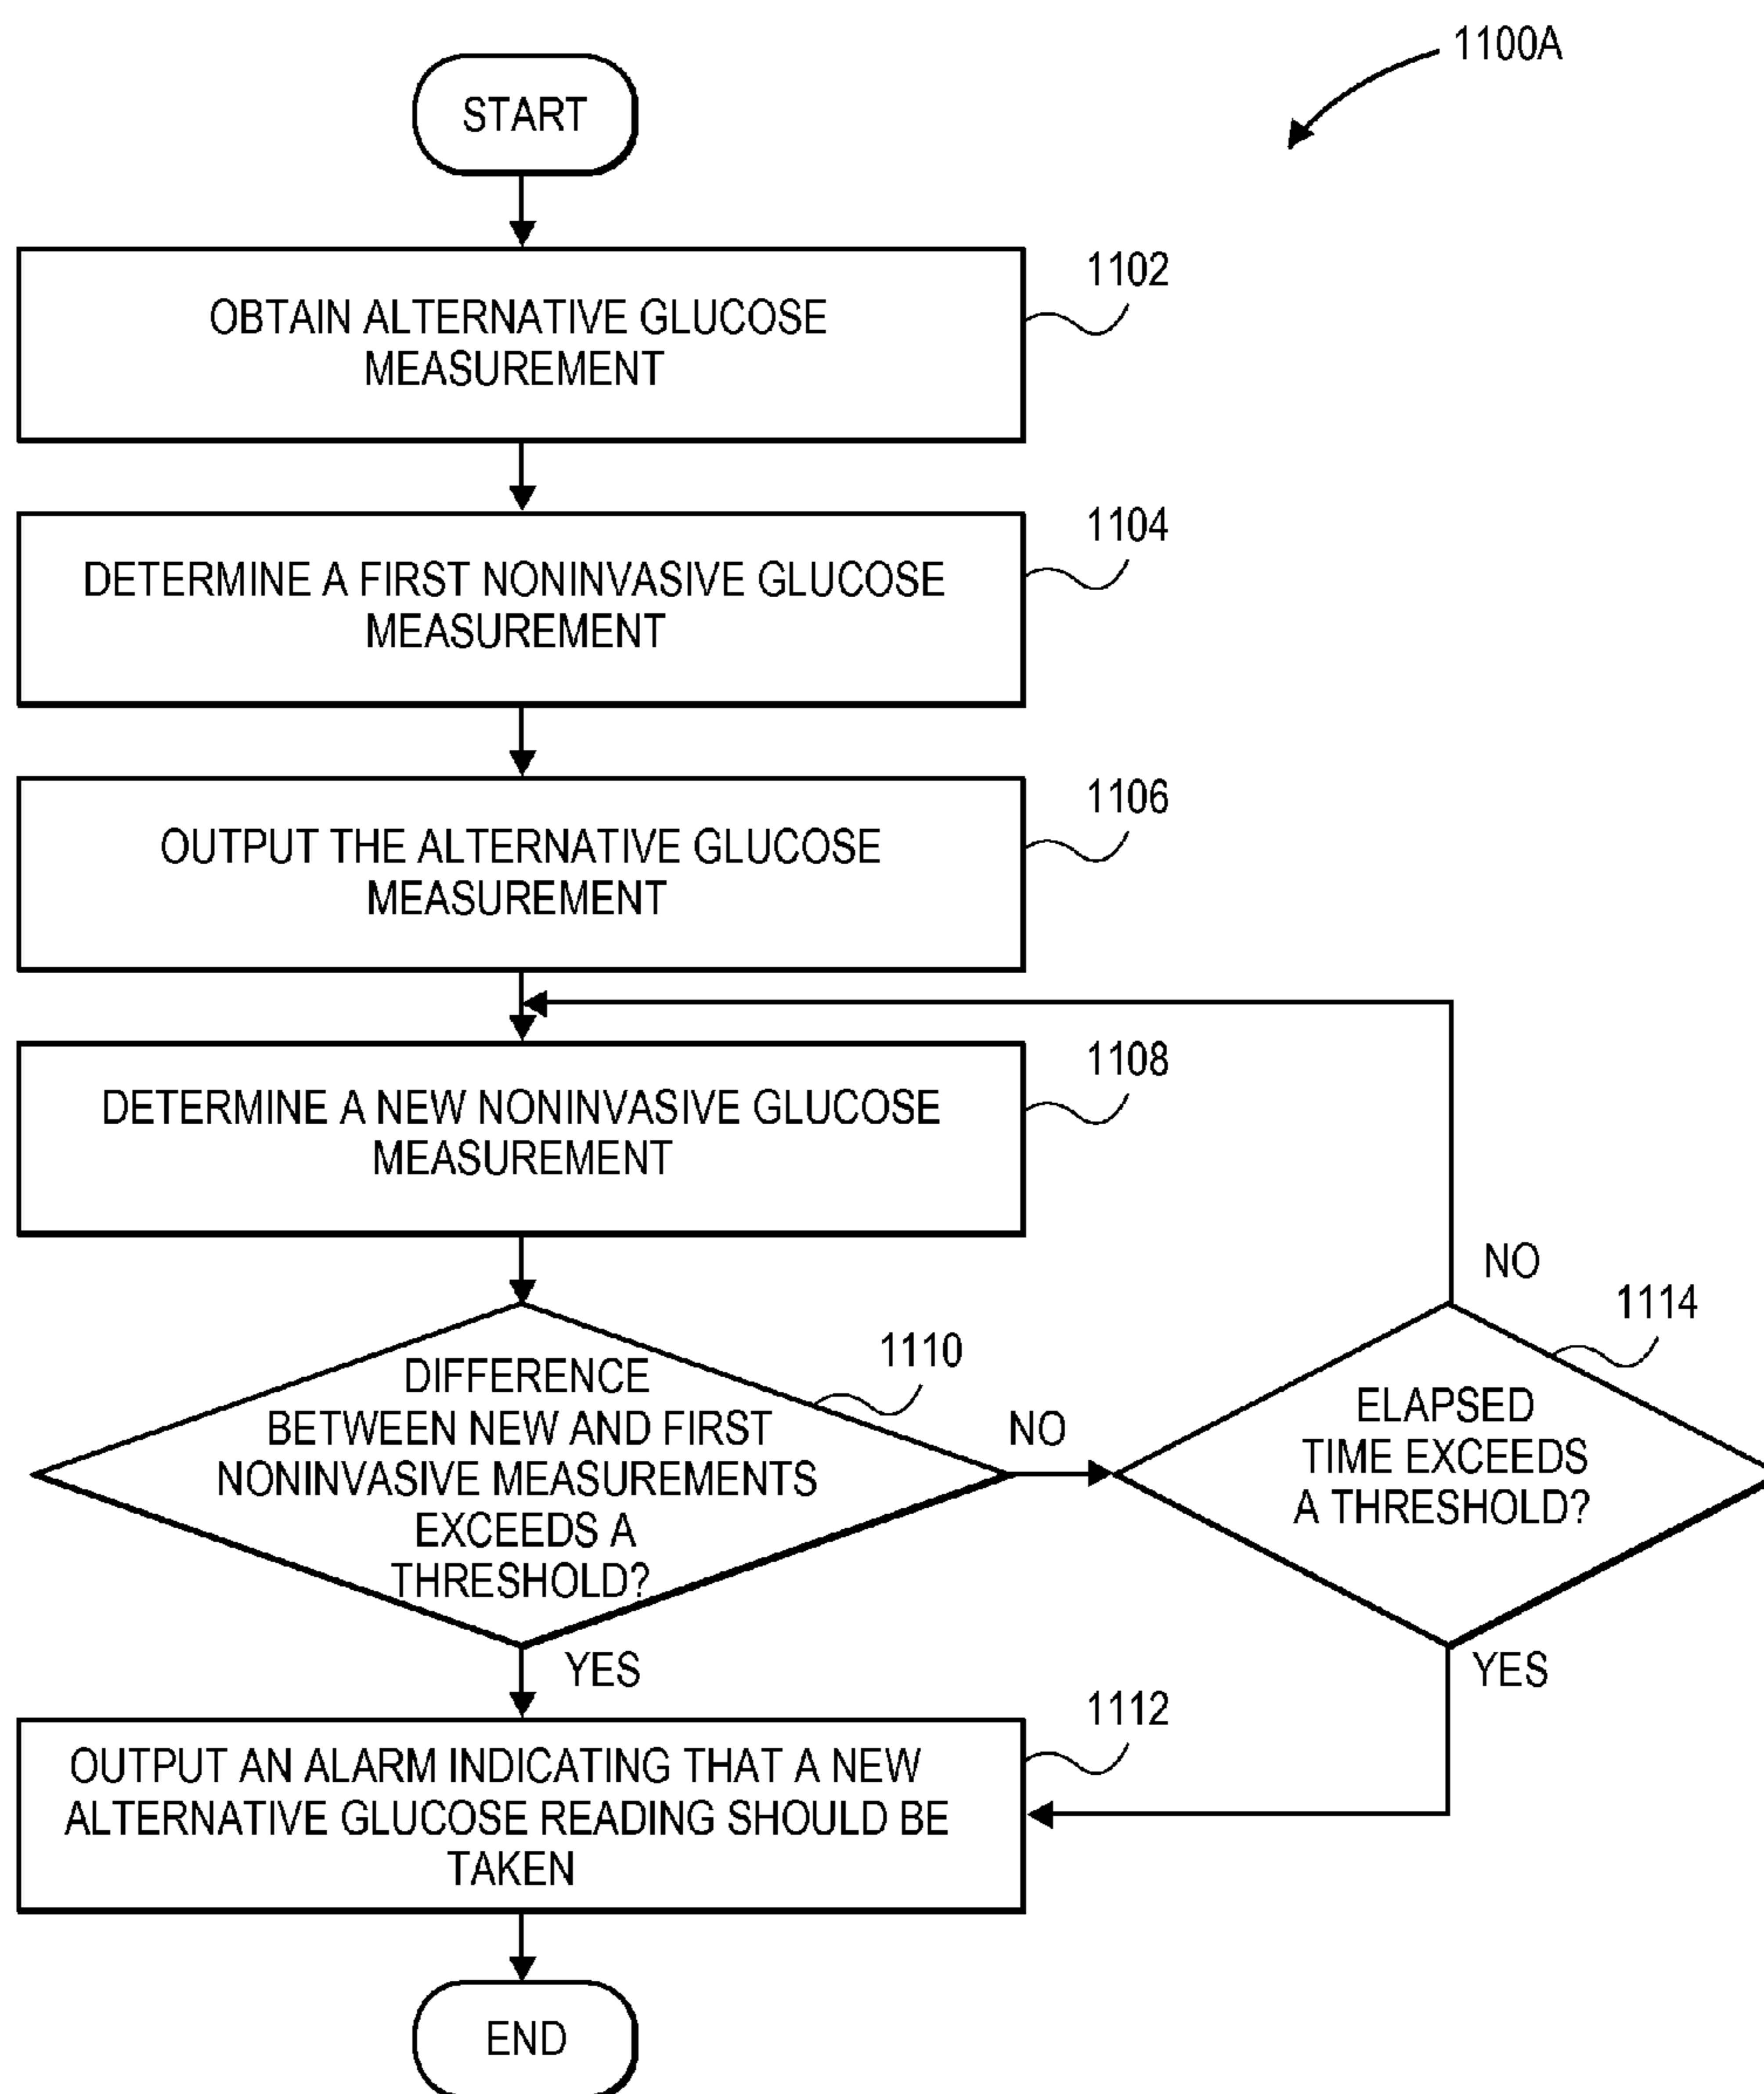 1100A
START
1102
OBTAIN ALTERNATIVE GLUCOSE
MEASUREMENT
1104
DETERMINE A FIRST NONINVASIVE GLUCOSE
MEASUREMENT
1106
OUTPUT THE ALTERNATIVE GLUCOSE
MEASUREMENT
1108
DETERMINE A NEW NONINVASIVE GLUCOSE
MEASUREMENT
1110
DIFFERENCE
BETWEEN NEW AND FIRST
NONINVASIVE MEASUREMENTS
EXCEEDS A
THRESHOLD?
NO
NO
1114
ELAPSED
TIME EXCEEDS
A THRESHOLD?
YES
YES
1112
OUTPUT AN ALARM INDICATING THAT A NEW
ALTERNATIVE GLUCOSE READING SHOULD BE
TAKEN
END